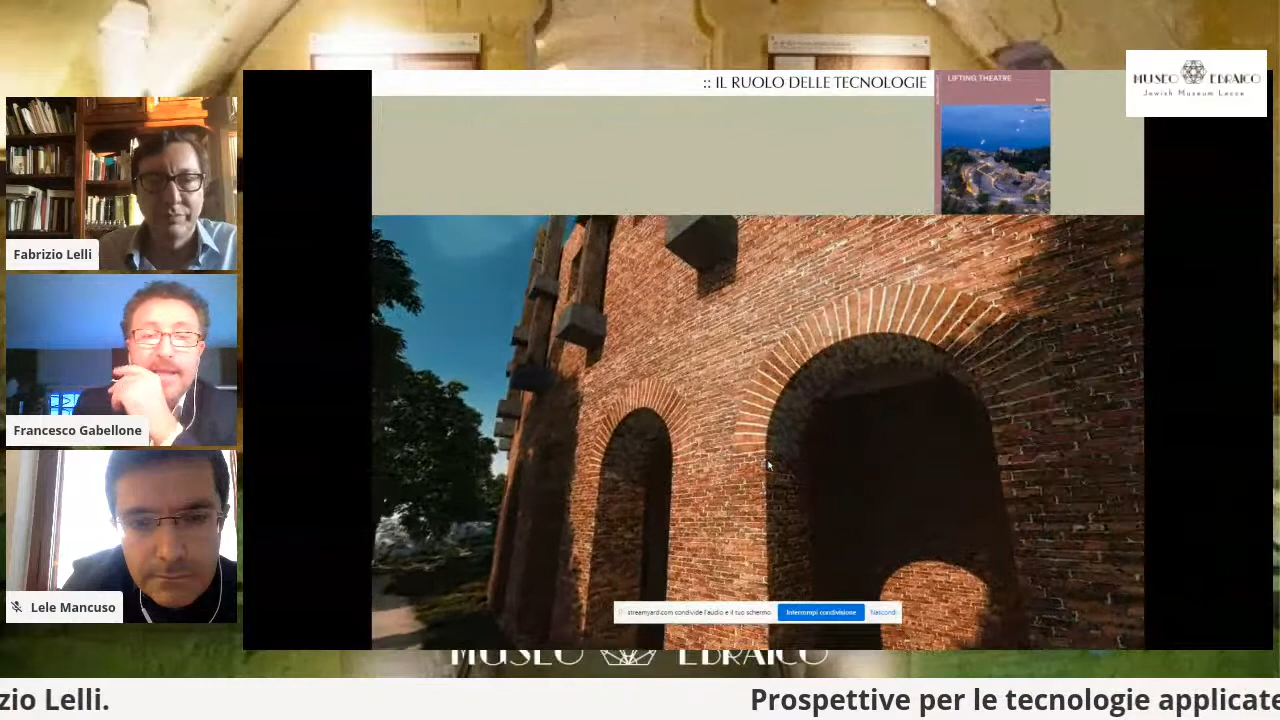 :: IL RUOLO DELLE TECNOLOGIE
LIFTING THEATRE
MUSEO EBRAICO
Jewish Museum Lecce
Fabrizio Lelli
Francesco Gabellone
Lele Mancuso
streamyard.com condivide l'audio e il tuo schermo.
Interrompi condivisione
Nascondi
MUSEO EBRAICO
zio Lelli.
Prospettive per le tecnologie applicate